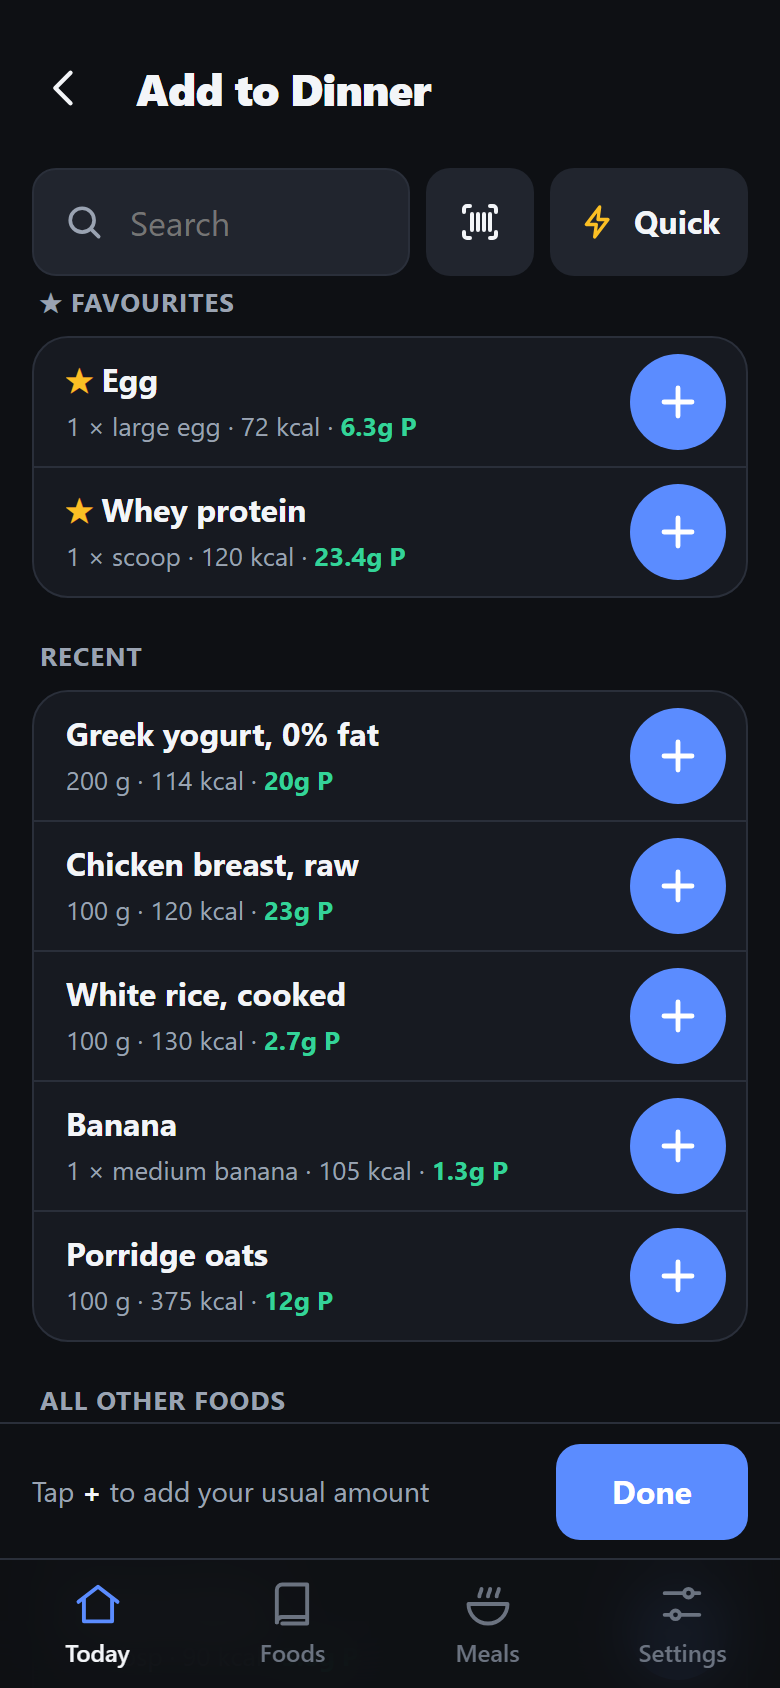 Add to Dinner
Search
Quick
★ FAVOURITES
★ Egg
1 × large egg · 72 kcal · 6.3g P
★ Whey protein
1 × scoop · 120 kcal · 23.4g P
RECENT
Greek yogurt, 0% fat
200 g · 114 kcal · 20g P
Chicken breast, raw
100 g · 120 kcal · 23g P
White rice, cooked
100 g · 130 kcal · 2.7g P
Banana
1 × medium banana · 105 kcal · 1.3g P
Porridge oats
100 g · 375 kcal · 12g P
ALL OTHER FOODS
Tap + to add your usual amount
Done
Today
Foods
Meals
Settings